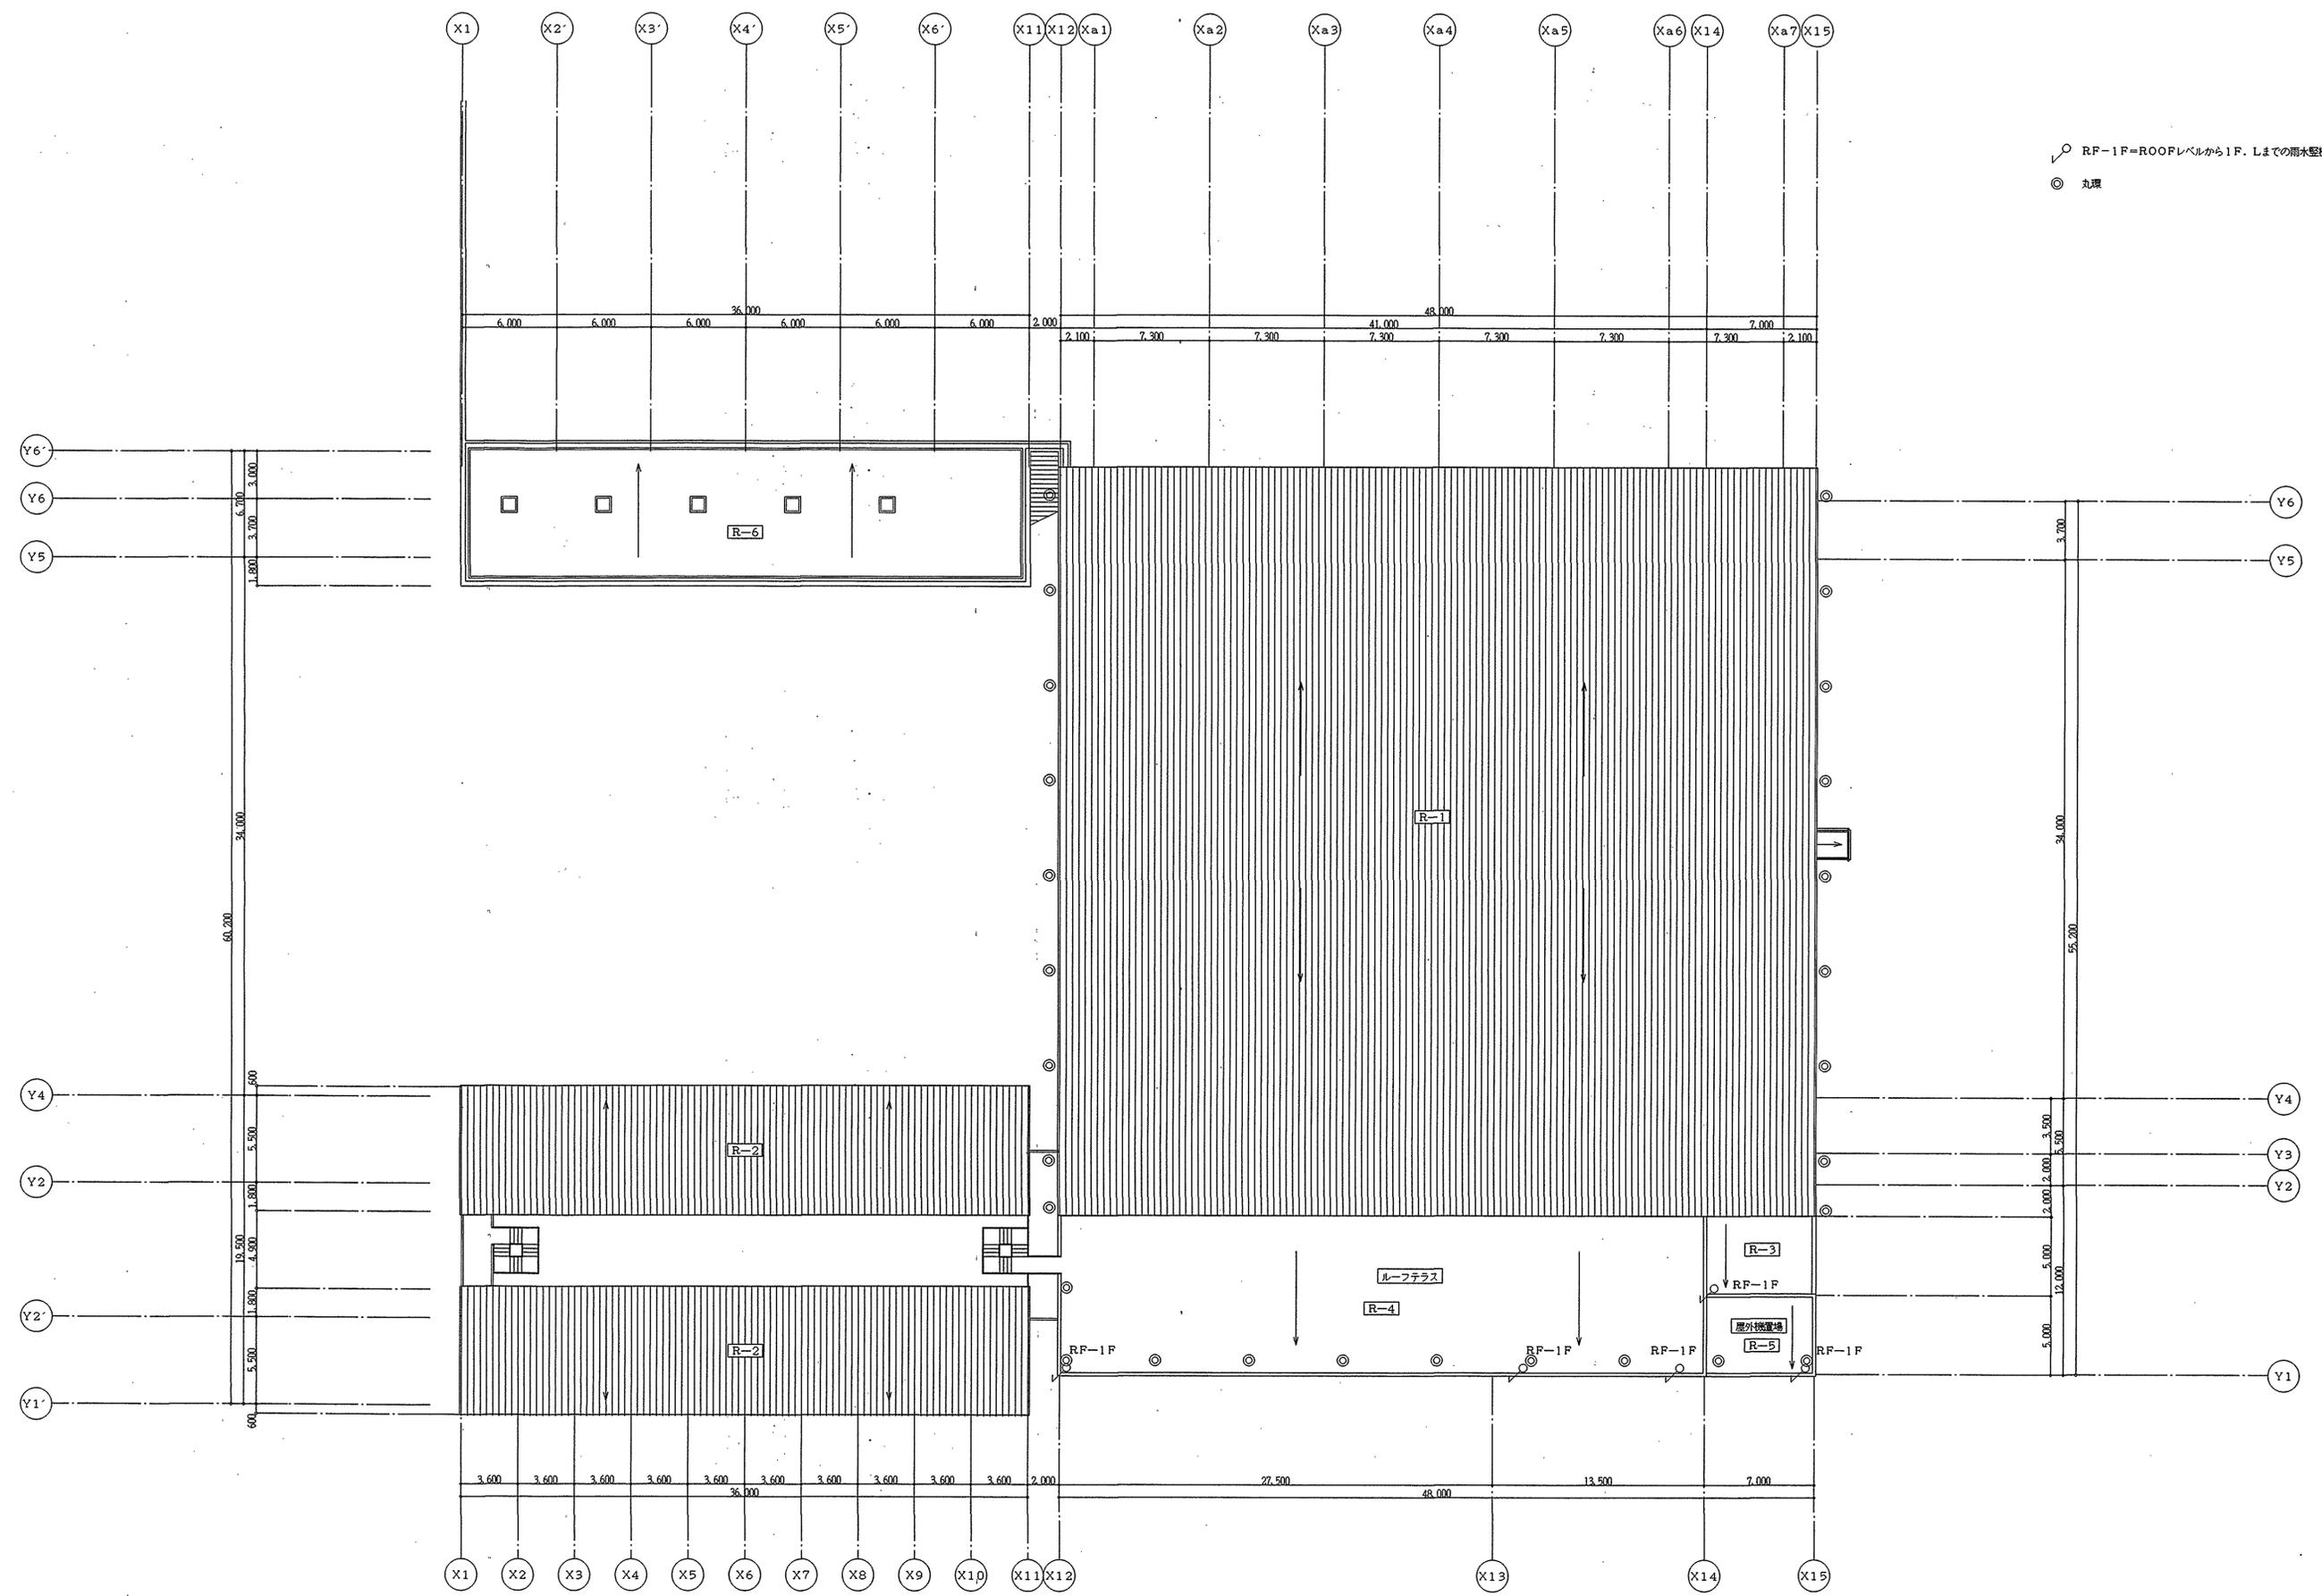 X1 X2′ X3′ X4′ X5′ X6′ X11 X12 Xa1 Xa2 Xa3 Xa4 Xa5 Xa6 X14 Xa7 X15
RF−1F=ROOFレベルから1F.Lまでの雨水竪
丸環
36,000 48,000
6,000 6,000 6,000 6,000 6,000 6,000 2,000 41,000 7,000
2,100 7,300 7,300 7,300 7,300 7,300 7,300 2,100
Y6′
Y6
Y5
Y4
Y2
Y2′
Y1′
3,000
3,700
1,800
600
5,500
1,800
4,900
1,800
5,500
600
6,700
34,000
19,500
60,200
R−6
R−1
R−2
R−2
R−3
RF−1F
ルーフテラス
R−4
屋外機置場
R−5
RF−1F RF−1F RF−1F RF−1F
Y6
Y5
Y4
Y3
Y2
Y1
3,700
34,000
55,200
3,500
5,500
2,000
2,000
5,000
12,000
5,000
3,600 3,600 3,600 3,600 3,600 3,600 3,600 3,600 3,600 3,600 2,000 27,500 13,500 7,000
36,000 48,000
X1 X2 X3 X4 X5 X6 X7 X8 X9 X10 X11 X12 X13 X14 X15